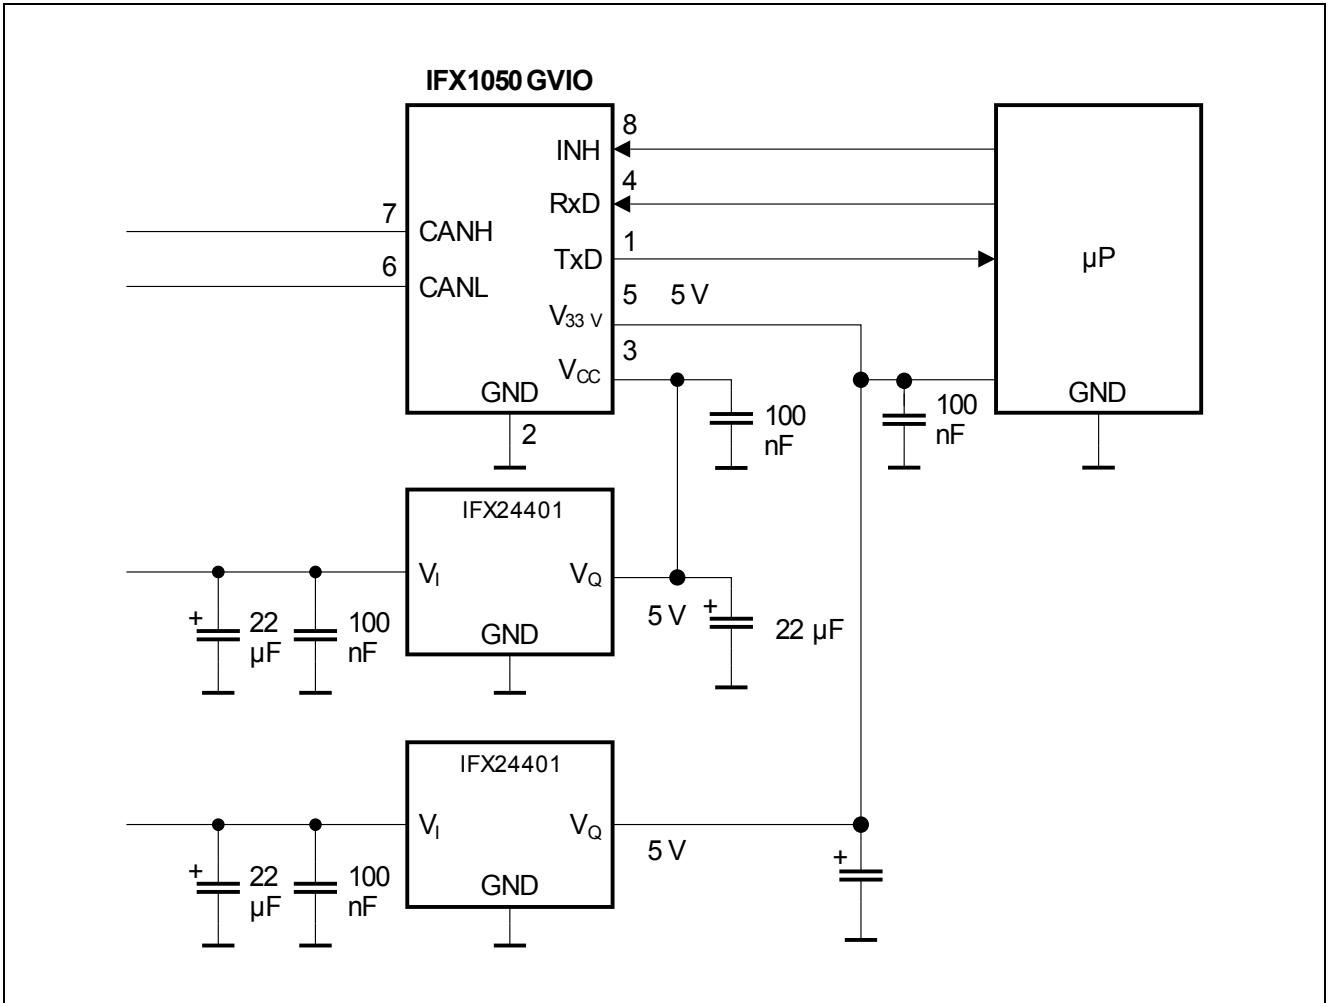 IFX1050 GVIO
8
INH
4
RxD
7
CANH
1
TxD
µP
6
CANL
5 5 V
V33 V
3
VCC
GND
GND
2
100
nF
100
nF
IFX24401
VI
VQ
5 V
+
22 µF
GND
+
22
µF
100
nF
IFX24401
VI
VQ
5 V
+
GND
+
22
µF
100
nF